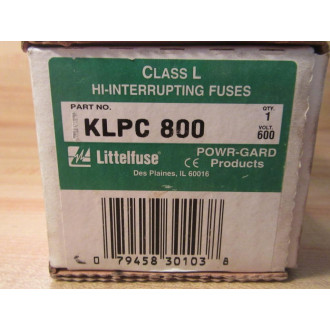 CLASS L
HI-INTERRUPTING FUSES
PART NO.
QTY.
1
KLPC 800
VOLT.
600
Littelfuse
POWR-GARD
CE Products
Des Plaines, IL 60016
0 79458 30103 8